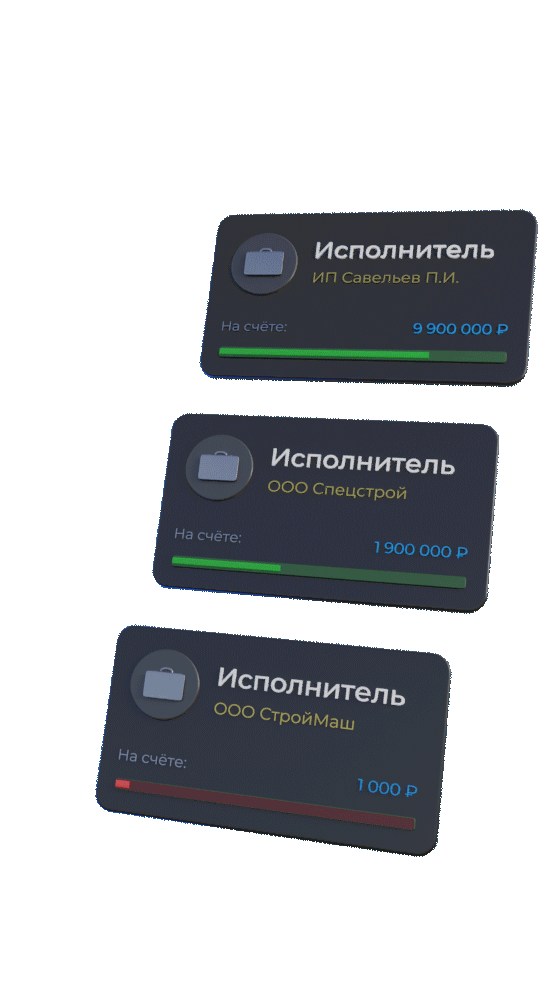 Исполнитель
ИП Савельев П.И.
На счёте:
9 900 000 ₽
Исполнитель
ООО Спецстрой
На счёте:
1 900 000 ₽
Исполнитель
ООО СтройМаш
На счёте:
1 000 ₽